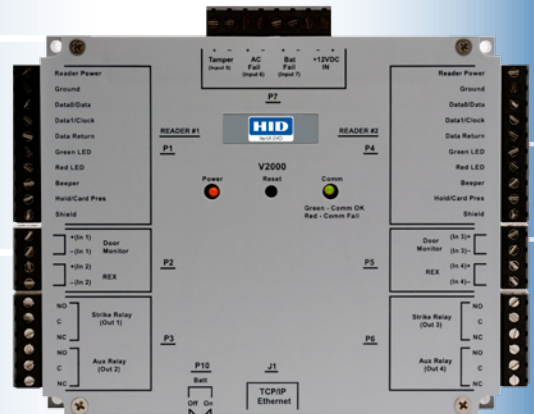 Tamper
(Input 5)
AC
Fail
(Input 6)
Bat
Fail
(Input 7)
+12VDC
IN
P7
Reader Power
Ground
Data0/Data
Data1/Clock
Data Return
Green LED
Red LED
Beeper
Hold/Card Pres
Shield
READER #1
P1
HID
VertX EVO
READER #2
P4
V2000
Power
Reset
Comm
Green - Comm OK
Red - Comm Fail
Reader Power
Ground
Data0/Data
Data1/Clock
Data Return
Green LED
Red LED
Beeper
Hold/Card Pres
Shield
+(In 1)
–(In 1)
Door
Monitor
+(In 2)
–(In 2)
REX
P2
P5
Door
Monitor
(In 3)+
(In 3)–
REX
(In 4)+
(In 4)–
NO
C
NC
Strike Relay
(Out 1)
NO
C
NC
Aux Relay
(Out 2)
P3
P6
Strike Relay
(Out 3)
NO
C
NC
Aux Relay
(Out 4)
NO
C
NC
P10
Batt
Off On
J1
TCP/IP
Ethernet